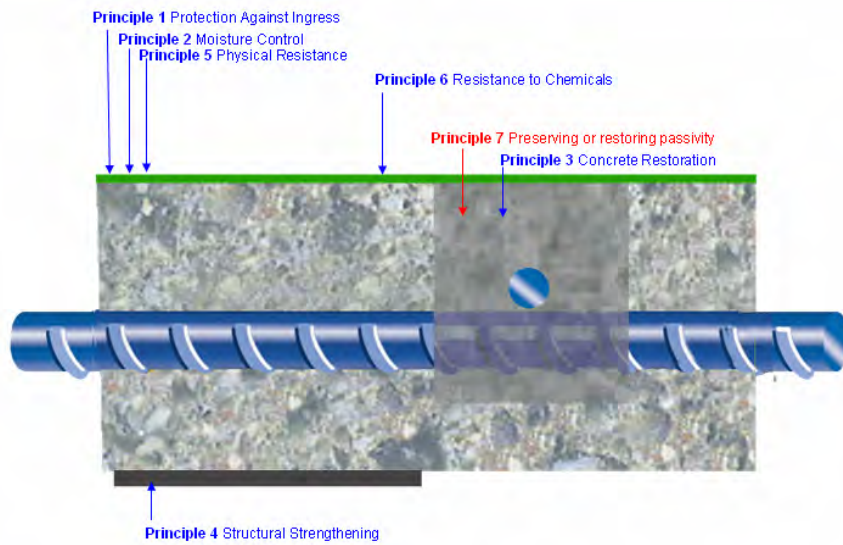 Principle 1 Protection Against Ingress
Principle 2 Moisture Control
Principle 5 Physical Resistance
Principle 6 Resistance to Chemicals
Principle 7 Preserving or restoring passivity
Principle 3 Concrete Restoration
Principle 4 Structural Strengthening